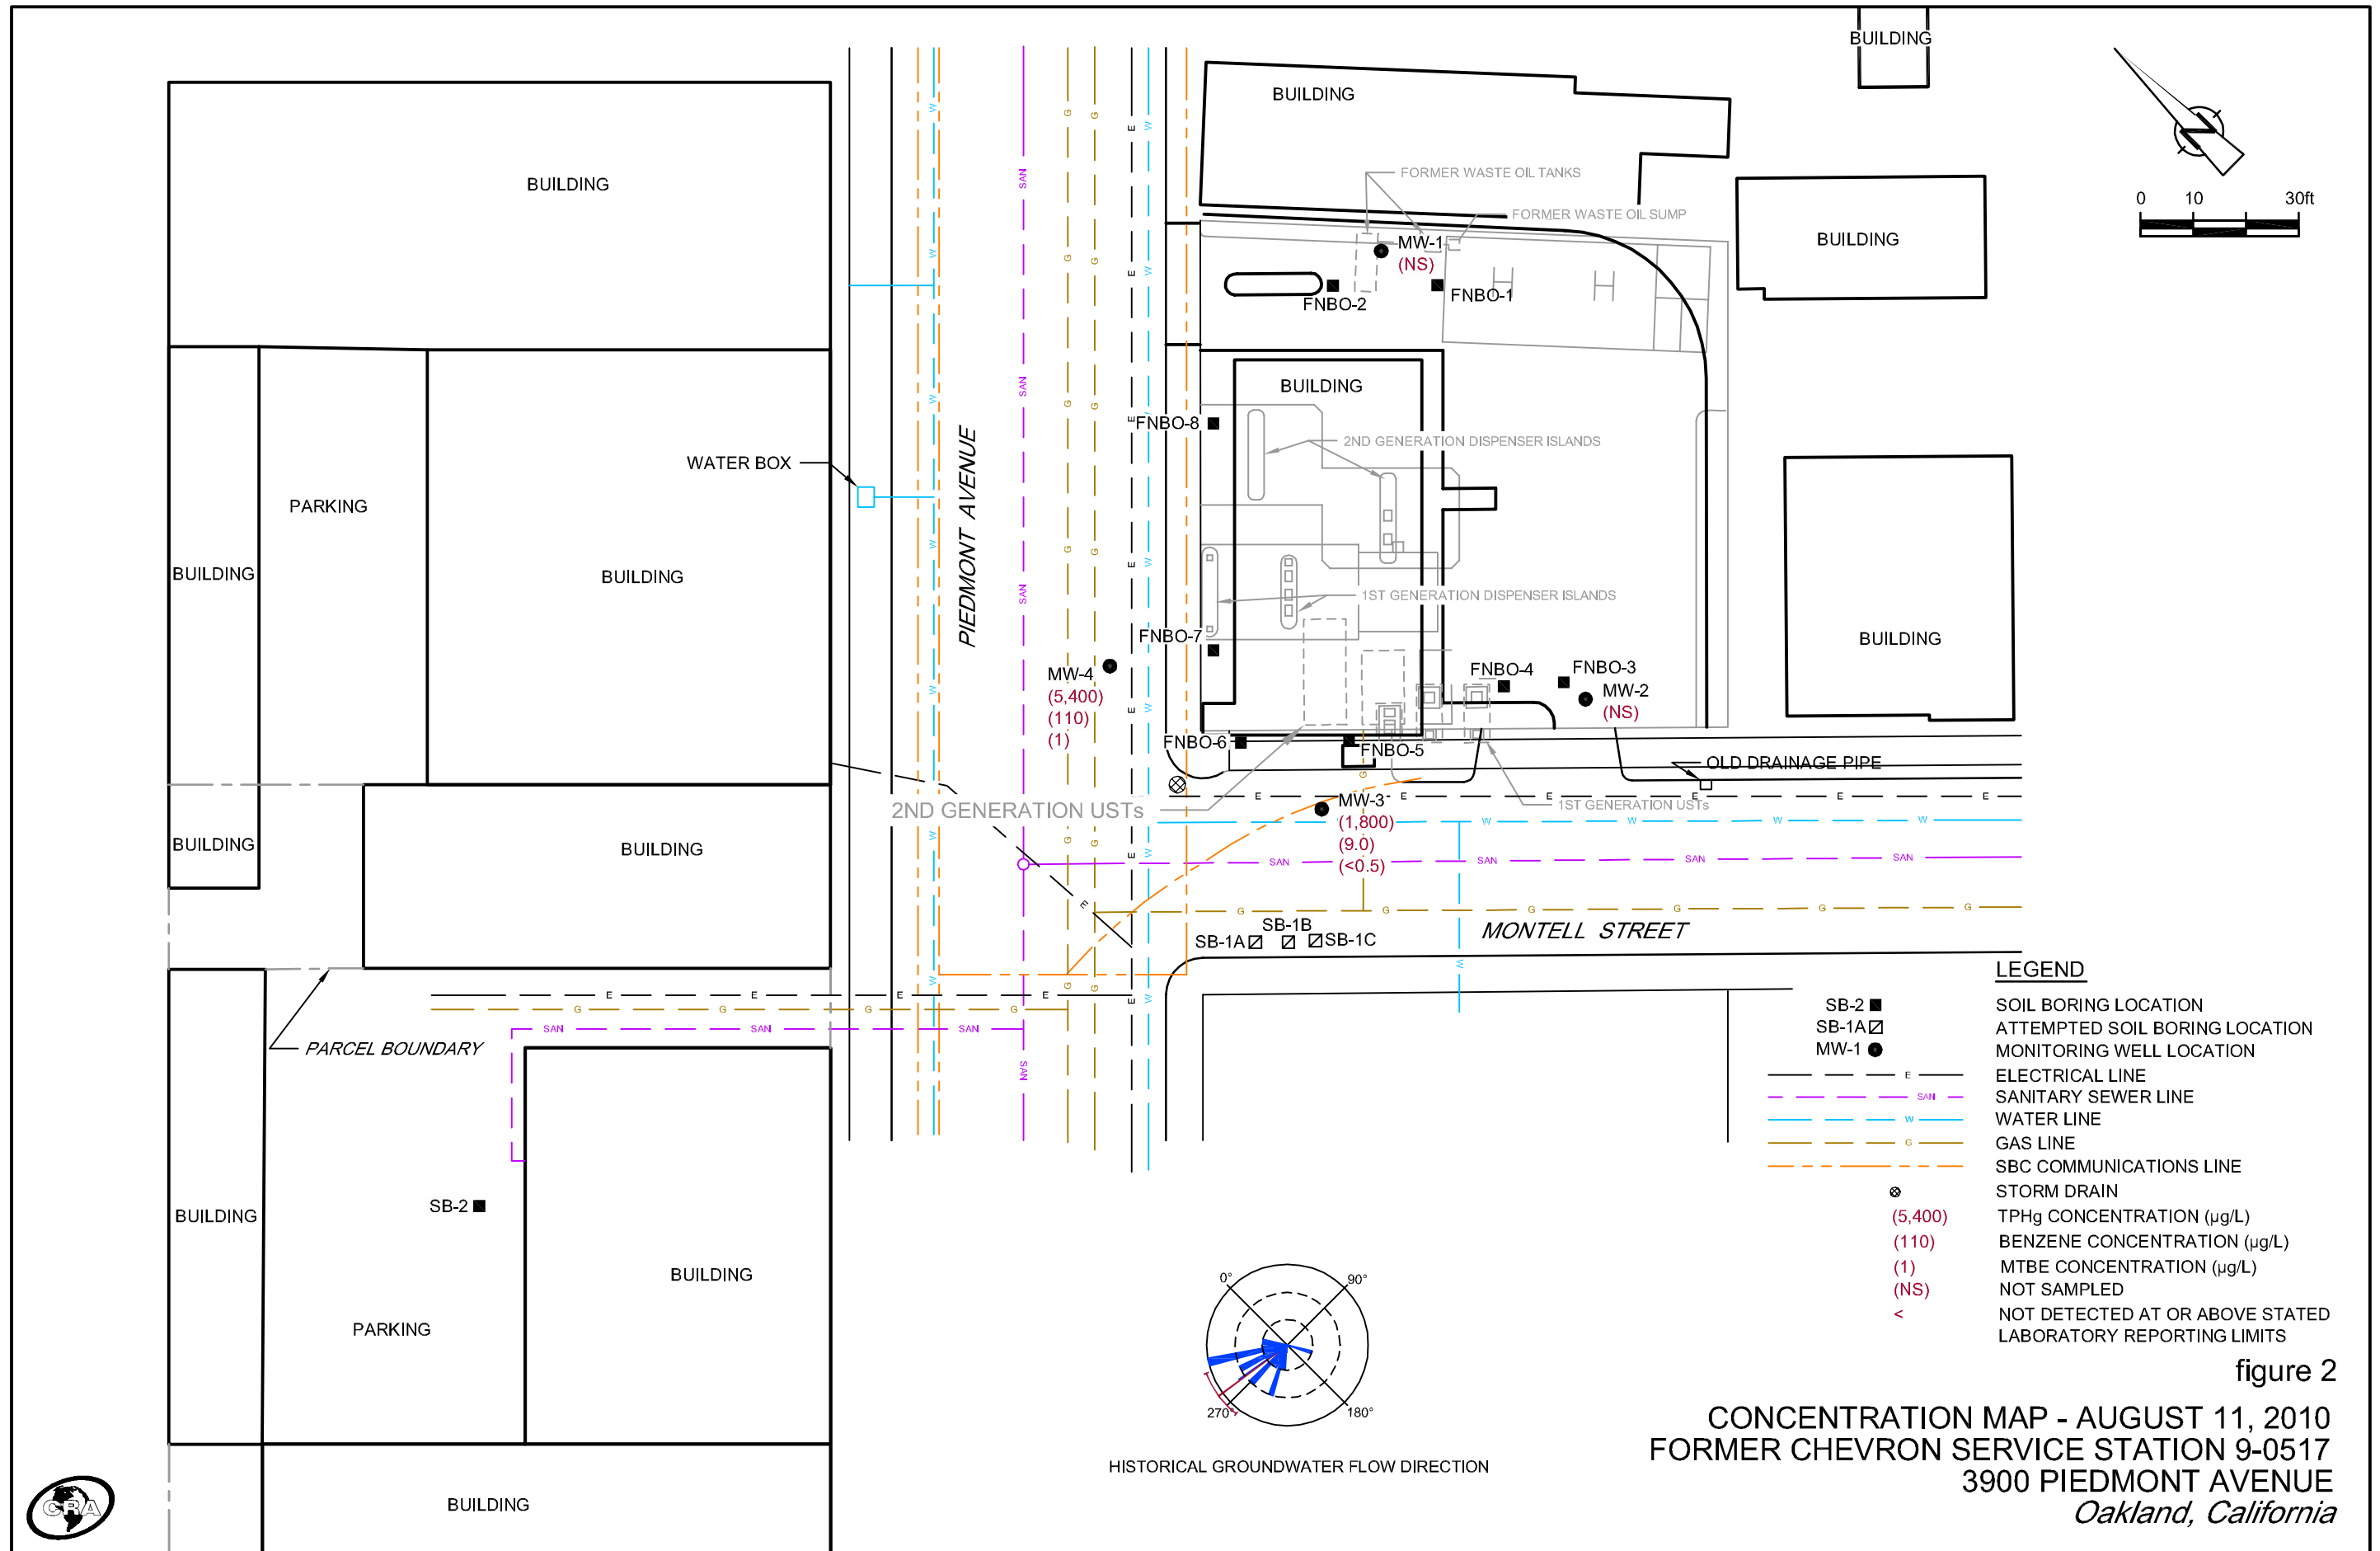 BUILDING
BUILDING
BUILDING
FORMER WASTE OIL TANKS
FORMER WASTE OIL SUMP
0 10 30ft
BUILDING
MW-1
(NS)
FNBO-2
FNBO-1
BUILDING
FNBO-8
2ND GENERATION DISPENSER ISLANDS
WATER BOX
PIEDMONT AVENUE
PARKING
BUILDING
BUILDING
1ST GENERATION DISPENSER ISLANDS
FNBO-7
BUILDING
MW-4
(5,400)
(110)
(1)
FNBO-4
FNBO-3
MW-2
(NS)
FNBO-6
FNBO-5
OLD DRAINAGE PIPE
2ND GENERATION USTs
MW-3
(1,800)
(9.0)
(<0.5)
1ST GENERATION USTs
BUILDING
BUILDING
SB-1A
SB-1B
SB-1C
MONTELL STREET
PARCEL BOUNDARY
E
SAN
W
G
SB-2
BUILDING
BUILDING
PARKING
BUILDING
LEGEND
SB-2 SOIL BORING LOCATION
SB-1A ATTEMPTED SOIL BORING LOCATION
MW-1 MONITORING WELL LOCATION
E ELECTRICAL LINE
SAN SANITARY SEWER LINE
W WATER LINE
G GAS LINE
SBC COMMUNICATIONS LINE
STORM DRAIN
(5,400) TPHg CONCENTRATION (µg/L)
(110) BENZENE CONCENTRATION (µg/L)
(1) MTBE CONCENTRATION (µg/L)
(NS) NOT SAMPLED
< NOT DETECTED AT OR ABOVE STATED
LABORATORY REPORTING LIMITS
0° 90°
270° 180°
HISTORICAL GROUNDWATER FLOW DIRECTION
figure 2
CONCENTRATION MAP - AUGUST 11, 2010
FORMER CHEVRON SERVICE STATION 9-0517
3900 PIEDMONT AVENUE
Oakland, California
CRA